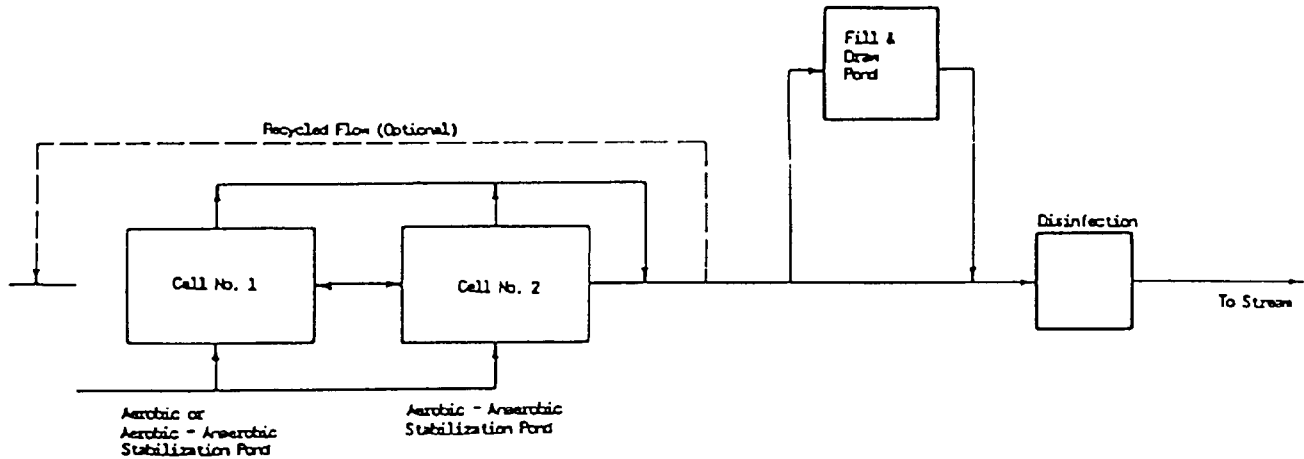 Fill &
Draw
Pond
Recycled Flow (Optional)
Disinfection
Cell No. 1
Cell No. 2
To Stream
Aerobic or
Aerobic - Anaerobic
Stabilization Pond
Aerobic - Anaerobic
Stabilization Pond